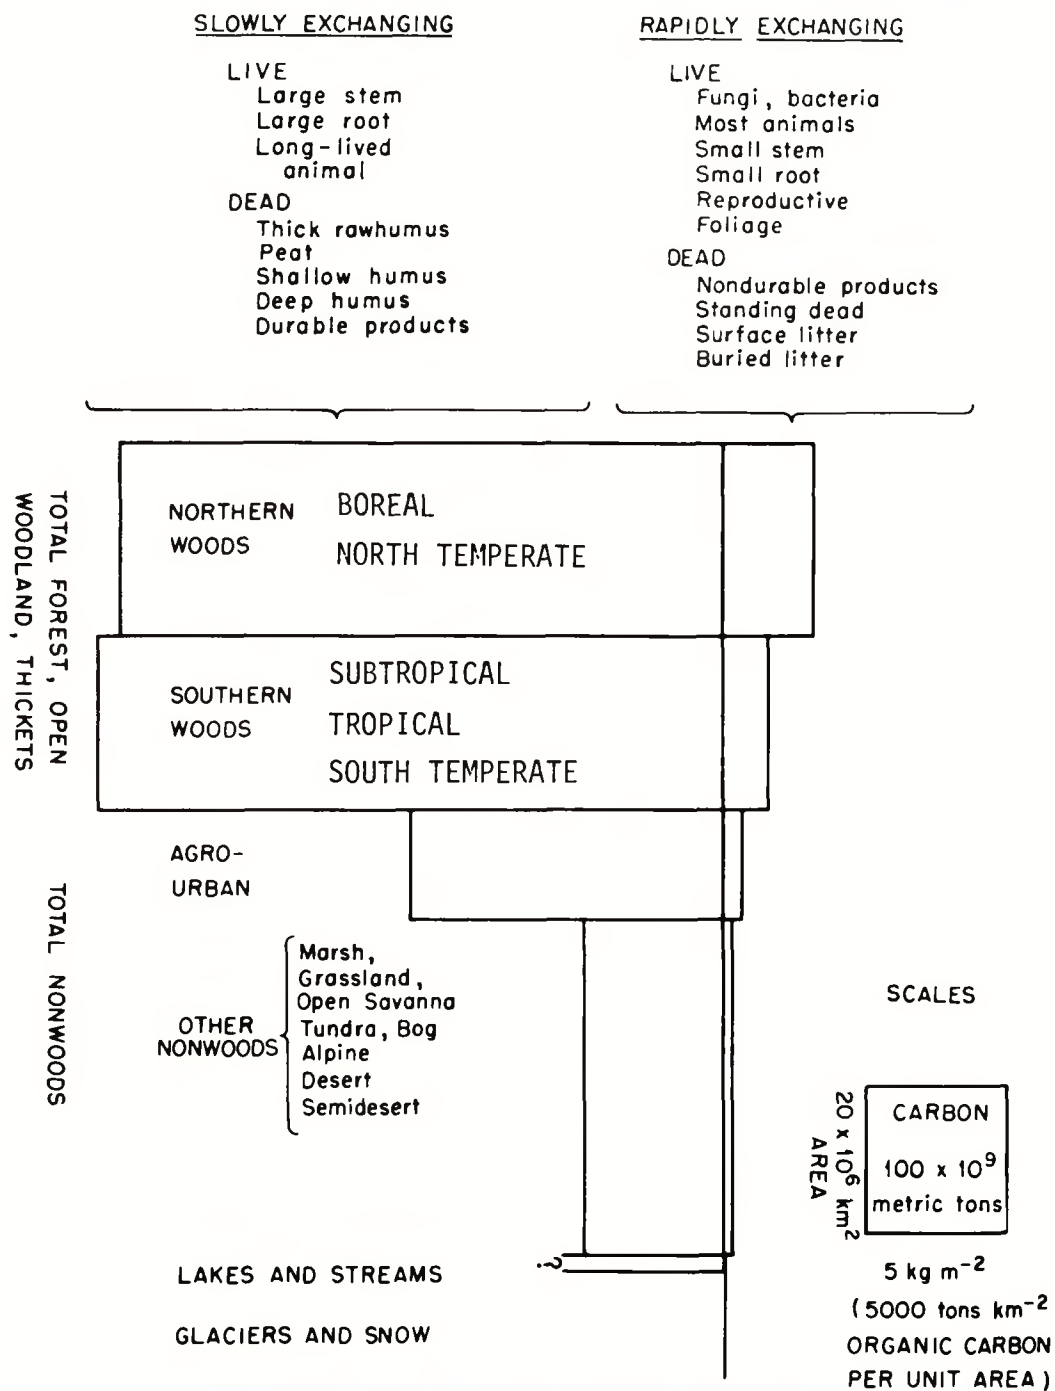 SLOWLY EXCHANGING
LIVE
Large stem
Large root
Long-lived
animal
DEAD
Thick rawhumus
Peat
Shallow humus
Deep humus
Durable products
RAPIDLY EXCHANGING
LIVE
Fungi, bacteria
Most animals
Small stem
Small root
Reproductive
Foliage
DEAD
Nondurable products
Standing dead
Surface litter
Buried litter
TOTAL FOREST, OPEN
WOODLAND, THICKETS
NORTHERN
WOODS
BOREAL
NORTH TEMPERATE
SOUTHERN
WOODS
SUBTROPICAL
TROPICAL
SOUTH TEMPERATE
TOTAL NONWOODS
AGRO-
URBAN
OTHER
NONWOODS
Marsh,
Grassland,
Open Savanna
Tundra, Bog
Alpine
Desert
Semidesert
LAKES AND STREAMS
?
GLACIERS AND SNOW
SCALES
20 x 10⁶ km²
AREA
CARBON
100 x 10⁹
metric tons
5 kg m⁻²
(5000 tons km⁻²
ORGANIC CARBON
PER UNIT AREA)